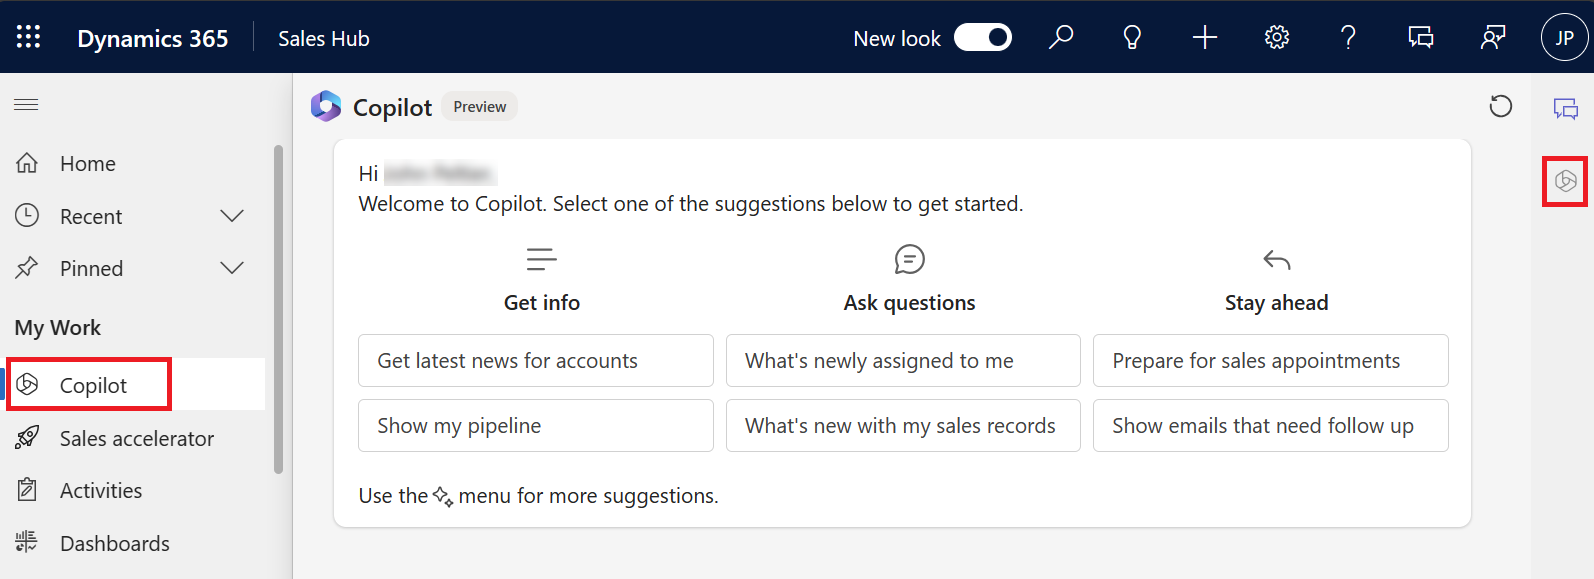 Dynamics 365
Sales Hub
New look
JP
Home
Recent
Pinned
My Work
Copilot
Sales accelerator
Activities
Dashboards
Copilot
Preview
Hi
Welcome to Copilot. Select one of the suggestions below to get started.
Get info
Get latest news for accounts
Show my pipeline
Ask questions
What's newly assigned to me
What's new with my sales records
Stay ahead
Prepare for sales appointments
Show emails that need follow up
Use the menu for more suggestions.